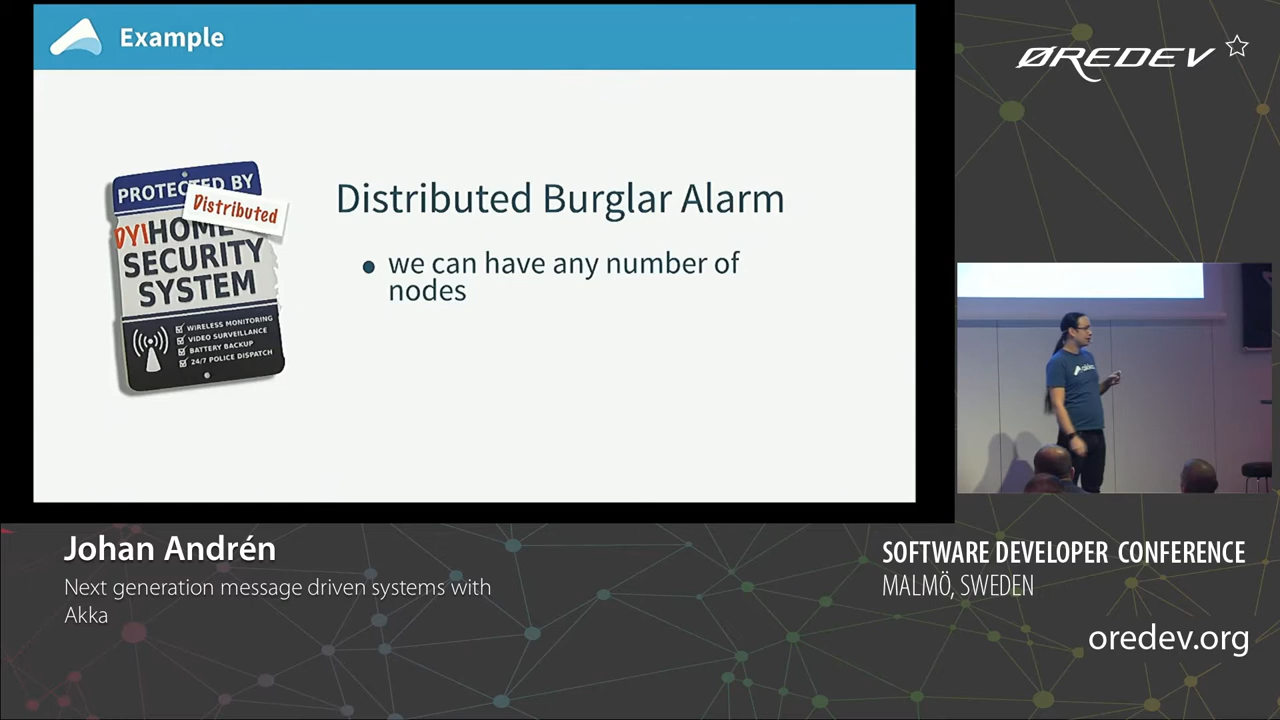 Example
PROTECTED BY
Distributed
DYIHOME
SECURITY
SYSTEM
WIRELESS MONITORING
VIDEO SURVEILLANCE
BATTERY BACKUP
24/7 POLICE DISPATCH
Distributed Burglar Alarm
• we can have any number of
nodes
ØREDEV
Johan Andrén
Next generation message driven systems with
Akka
SOFTWARE DEVELOPER CONFERENCE
MALMÖ, SWEDEN
oredev.org